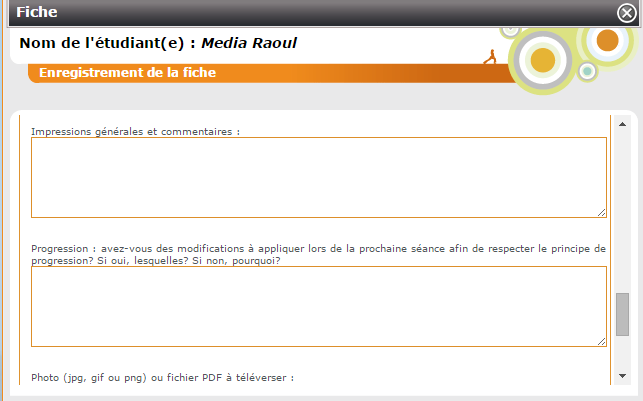 Fiche
Nom de l'étudiant(e) : Media Raoul
Enregistrement de la fiche
Impressions générales et commentaires :
Progression : avez-vous des modifications à appliquer lors de la prochaine séance afin de respecter le principe de
progression? Si oui, lesquelles? Si non, pourquoi?
Photo (jpg, gif ou png) ou fichier PDF à téléverser :